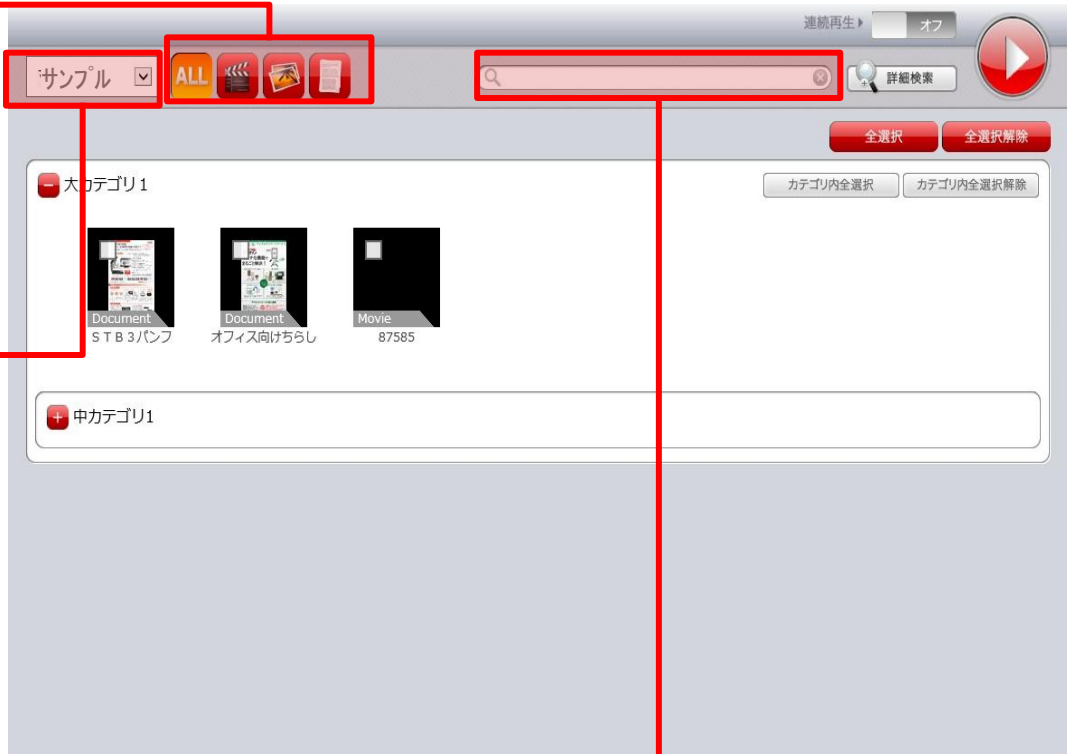 連続再生
オフ
サンプル
ALL
詳細検索
全選択
全選択解除
大カテゴリ1
カテゴリ内全選択
カテゴリ内全選択解除
Document
Document
Movie
STB3パンフ
オフィス向けちらし
87585
中カテゴリ1